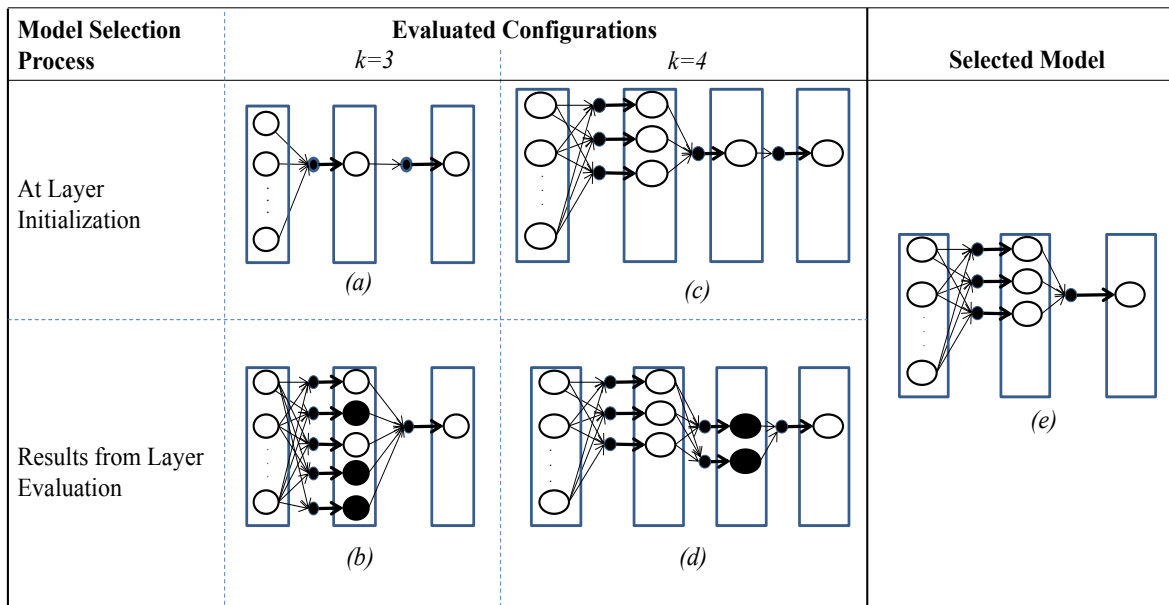 Model Selection
Process
Evaluated Configurations
k=3
k=4
Selected Model
At Layer
Initialization
(a)
(c)
Results from Layer
Evaluation
(b)
(d)
(e)